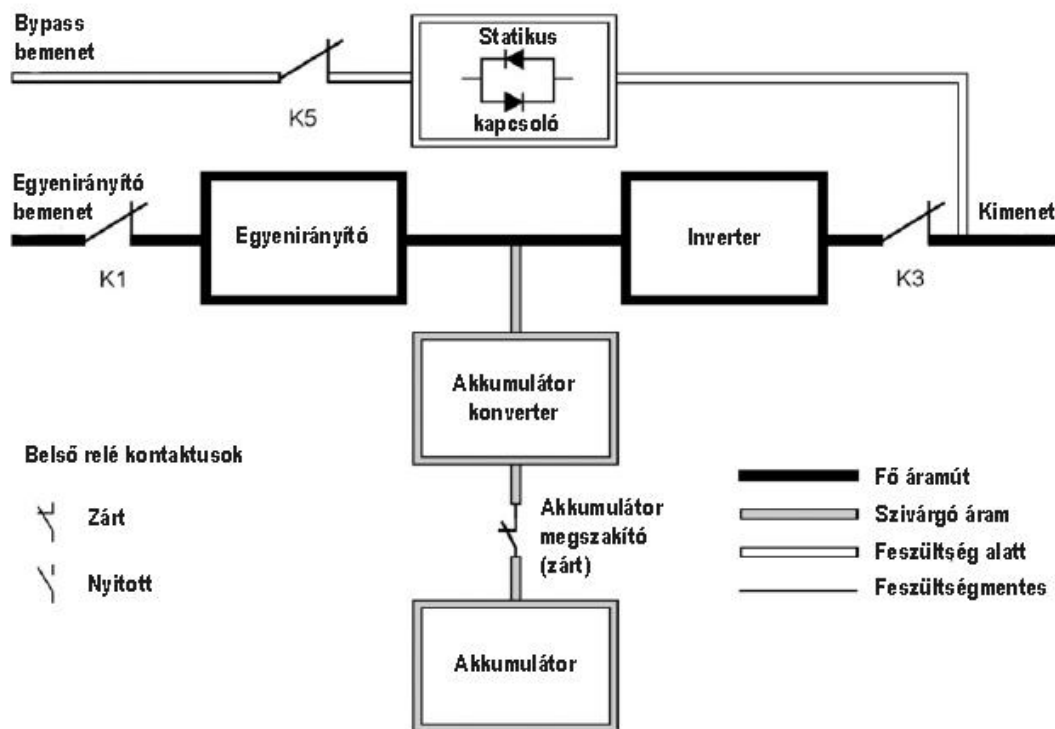 Bypass
bemenet
Statikus
kapcsoló
K5
Egyenirányító
bemenet
K1
Egyenirányító
Inverter
K3
Kimenet
Akkumulátor
konverter
Belső relé kontaktusok
Zárt
Nyitott
Akkumulátor
megszakító
(zárt)
Akkumulátor
Fő áramút
Szivárgó áram
Feszültség alatt
Feszültségmentes